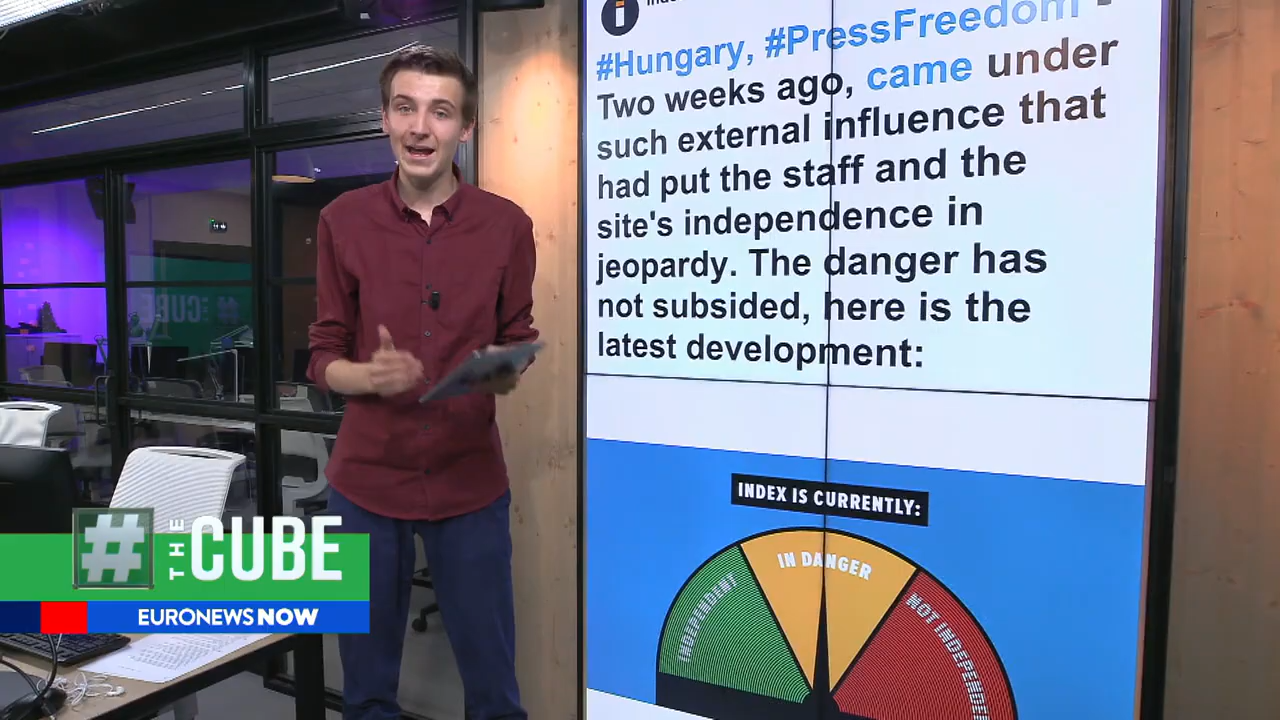 #Hungary, #PressFreedom
Two weeks ago, came under
such external influence that
had put the staff and the
site's independence in
jeopardy. The danger has
not subsided, here is the
latest development:
INDEX IS CURRENTLY:
IN DANGER
INDEPENDENT
# THE CUBE
EURONEWS NOW